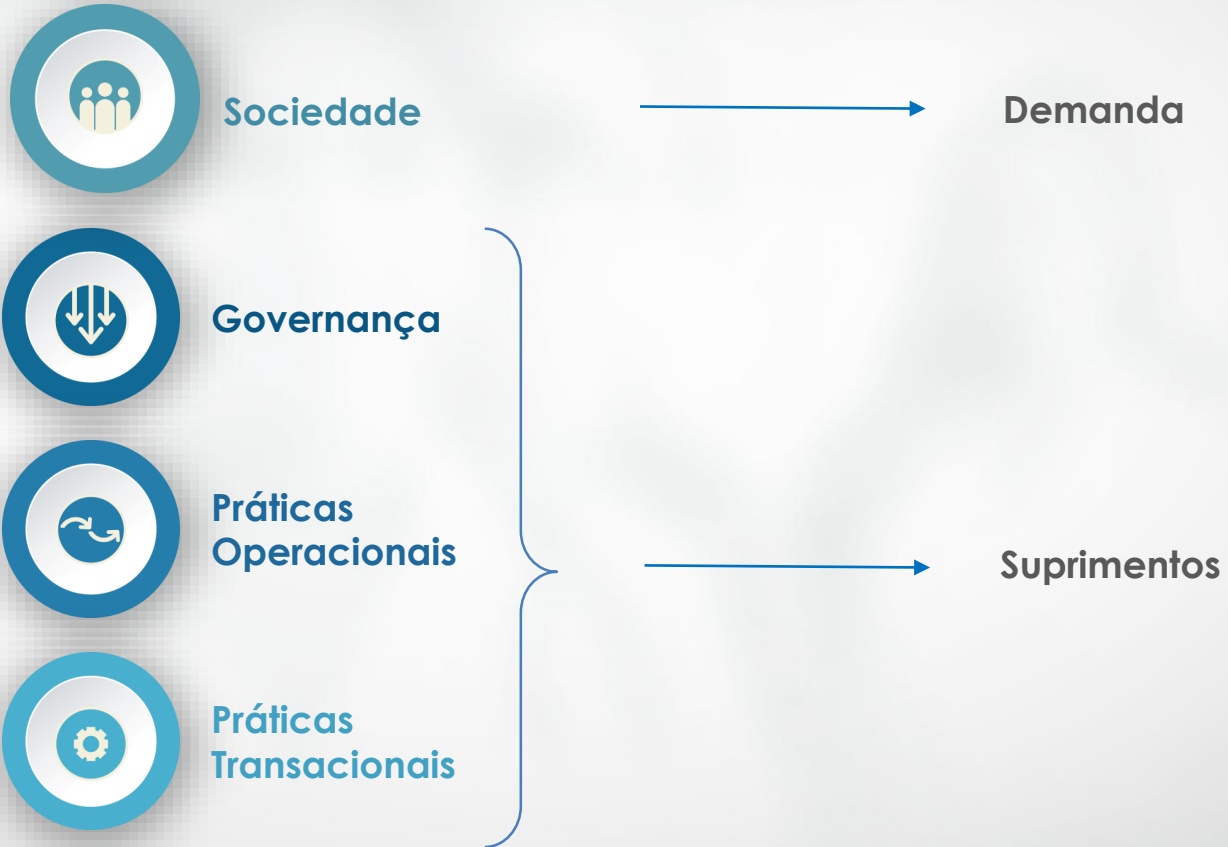 Sociedade
Demanda
Governança
Práticas
Operacionais
Suprimentos
Práticas
Transacionais